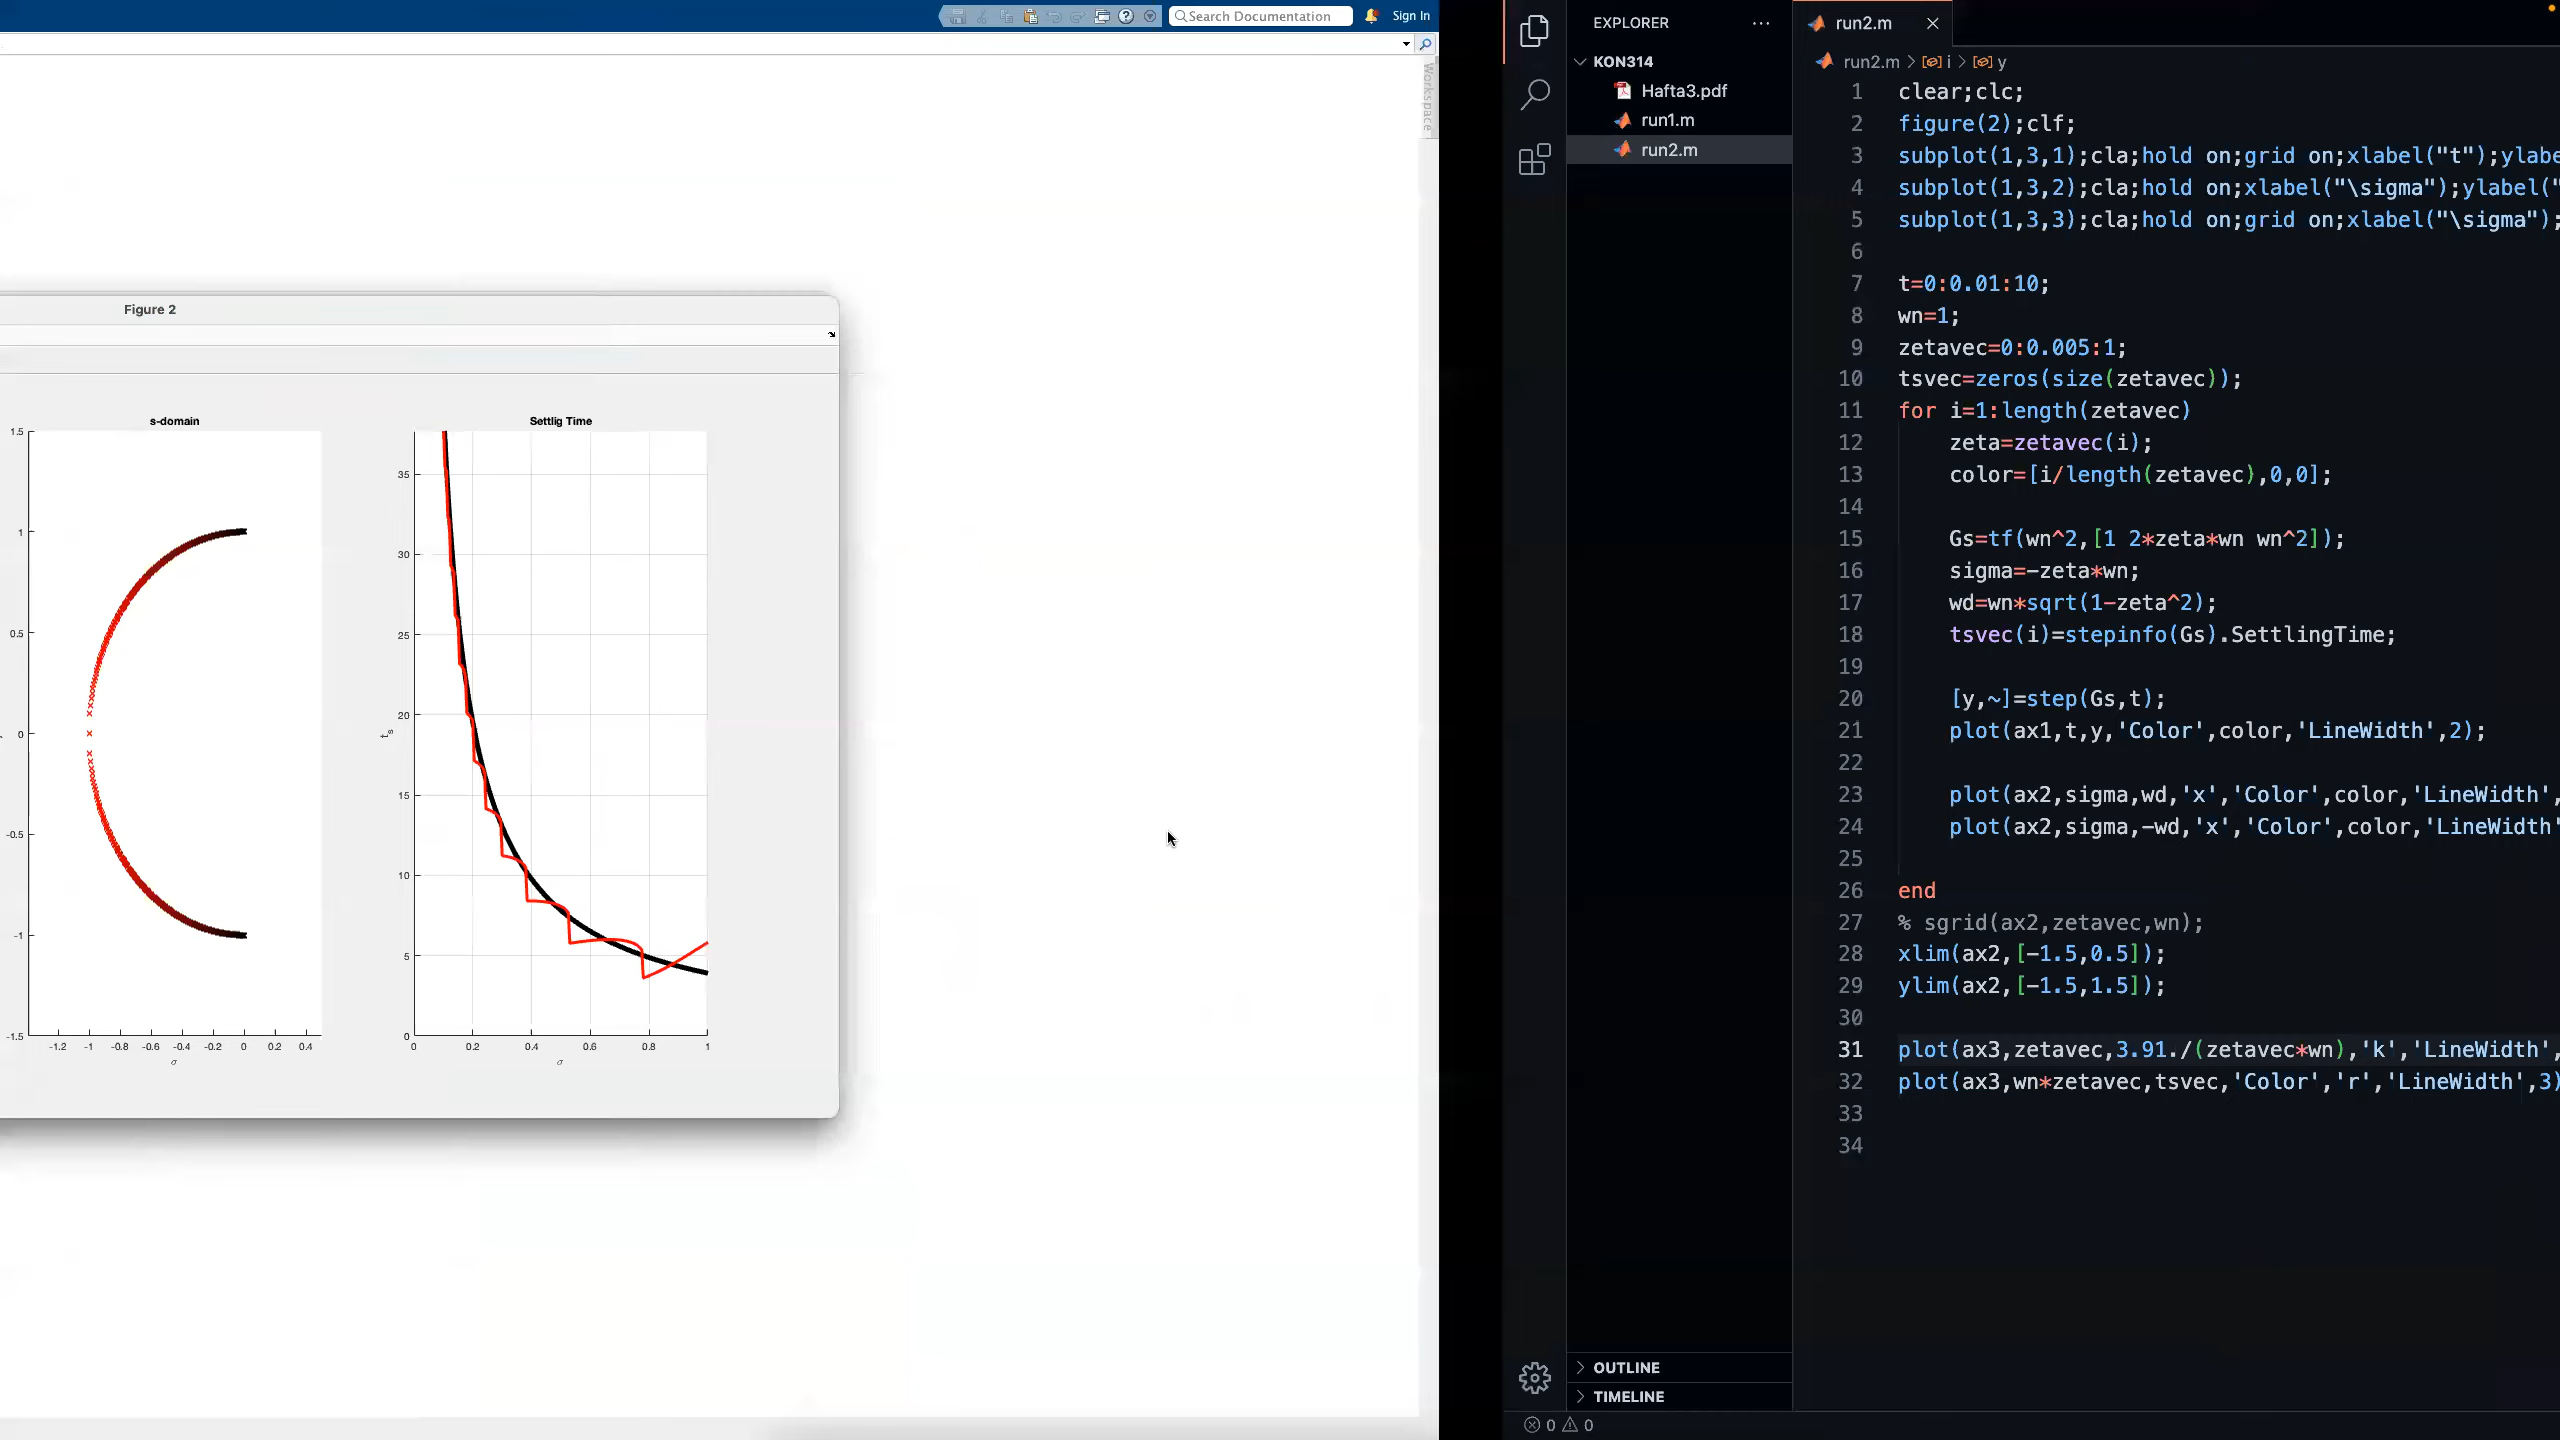 Search Documentation
Sign In
Workspace
Figure 2
s-domain
1.5
1
0.5
0
-0.5
-1
-1.5
-1.2 -1 -0.8 -0.6 -0.4 -0.2 0 0.2 0.4
σ
Settlig Time
35
30
25
20
15
10
5
0
t_s
0 0.2 0.4 0.6 0.8 1
σ
EXPLORER
KON314
Hafta3.pdf
run1.m
run2.m
OUTLINE
TIMELINE
0 0
run2.m
run2.m > i > y
1 clear;clc;
2 figure(2);clf;
3 subplot(1,3,1);cla;hold on;grid on;xlabel("t");ylabe
4 subplot(1,3,2);cla;hold on;xlabel("\sigma");ylabel("
5 subplot(1,3,3);cla;hold on;grid on;xlabel("\sigma");
6
7 t=0:0.01:10;
8 wn=1;
9 zetavec=0:0.005:1;
10 tsvec=zeros(size(zetavec));
11 for i=1:length(zetavec)
12 zeta=zetavec(i);
13 color=[i/length(zetavec),0,0];
14
15 Gs=tf(wn^2,[1 2*zeta*wn wn^2]);
16 sigma=-zeta*wn;
17 wd=wn*sqrt(1-zeta^2);
18 tsvec(i)=stepinfo(Gs).SettlingTime;
19
20 [y,~]=step(Gs,t);
21 plot(ax1,t,y,'Color',color,'LineWidth',2);
22
23 plot(ax2,sigma,wd,'x','Color',color,'LineWidth',
24 plot(ax2,sigma,-wd,'x','Color',color,'LineWidth'
25
26 end
27 % sgrid(ax2,zetavec,wn);
28 xlim(ax2,[-1.5,0.5]);
29 ylim(ax2,[-1.5,1.5]);
30
31 plot(ax3,zetavec,3.91./(zetavec*wn),'k','LineWidth',
32 plot(ax3,wn*zetavec,tsvec,'Color','r','LineWidth',3)
33
34